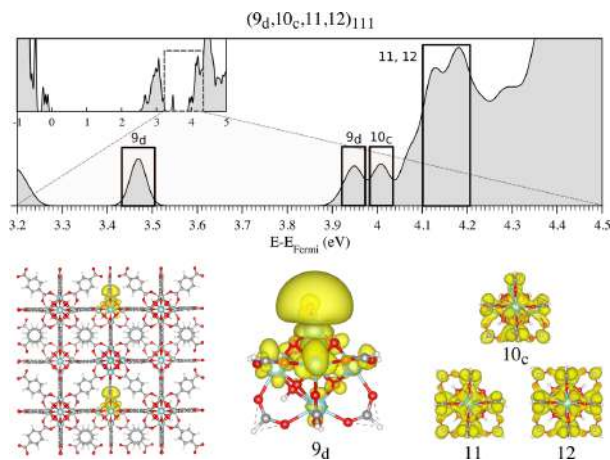 (9d,10c,11,12)111
11, 12
9d
9d 10c
-1 0 1 2 3 4 5
3.2 3.3 3.4 3.5 3.6 3.7 3.8 3.9 4 4.1 4.2 4.3 4.4 4.5
E-EFermi (eV)
10c
9d
11 12